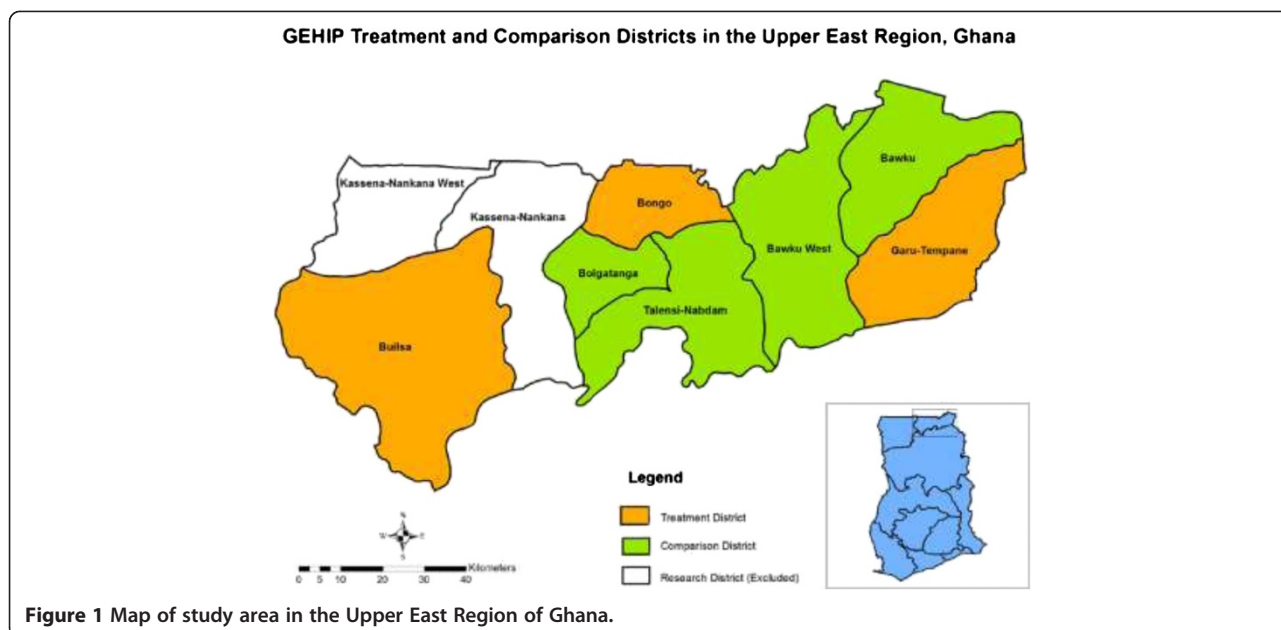 GEHIP Treatment and Comparison Districts in the Upper East Region, Ghana
Kassena-Nankana West
Kassena-Nankana
Bongo
Bawku
Bawku West
Garu-Tempane
Bolgatanga
Talensi-Nabdam
Builsa
Legend
Treatment District
Comparison District
Research District (Excluded)
N
W E
S
Kilometers
0 5 10 20 30 40
Figure 1 Map of study area in the Upper East Region of Ghana.